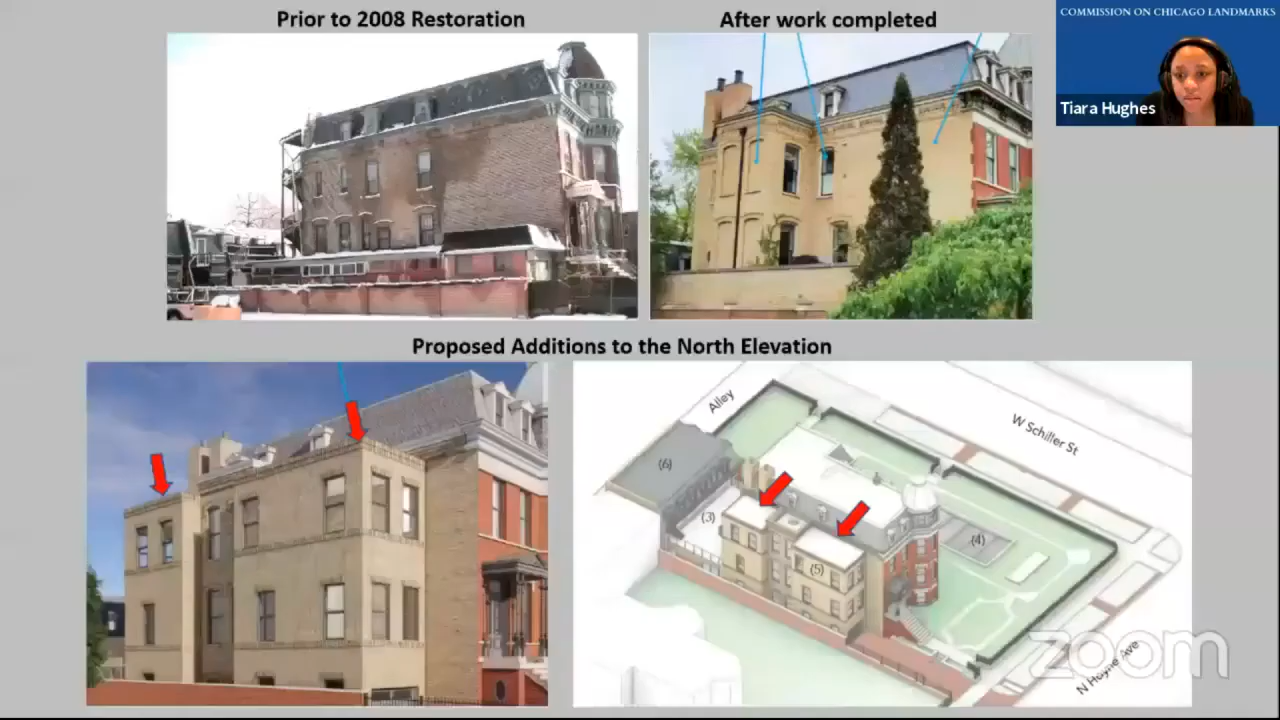 Prior to 2008 Restoration
After work completed
COMMISSION ON CHICAGO LANDMARKS
Tiara Hughes
Proposed Additions to the North Elevation
Alley
W Schiller St
(6)
(3)
(4)
(5)
N Hoyne Ave
zoom